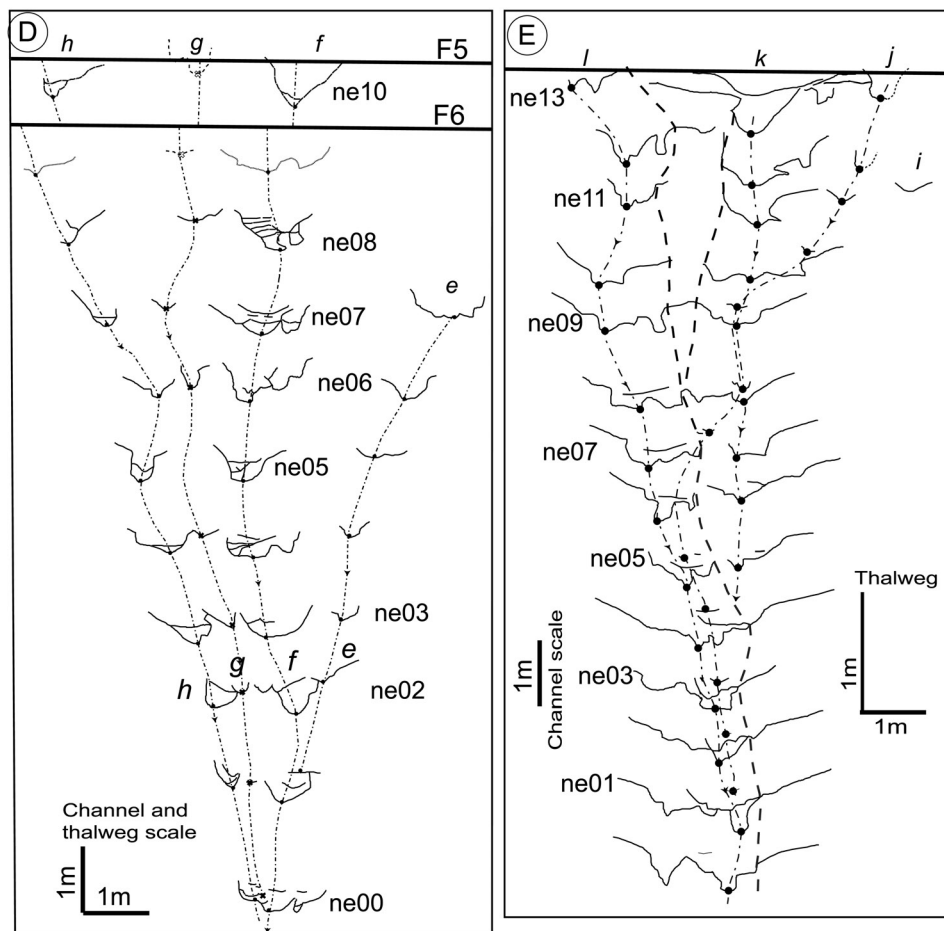 D
h g f F5
ne10
F6
ne08
e
ne07
ne06
ne05
ne03
h g f e
ne02
Channel and
thalweg scale
1m
1m
ne00
E
l k j
ne13
i
ne11
ne09
ne07
ne05
Thalweg
1m
Channel scale
1m
1m
ne03
ne01